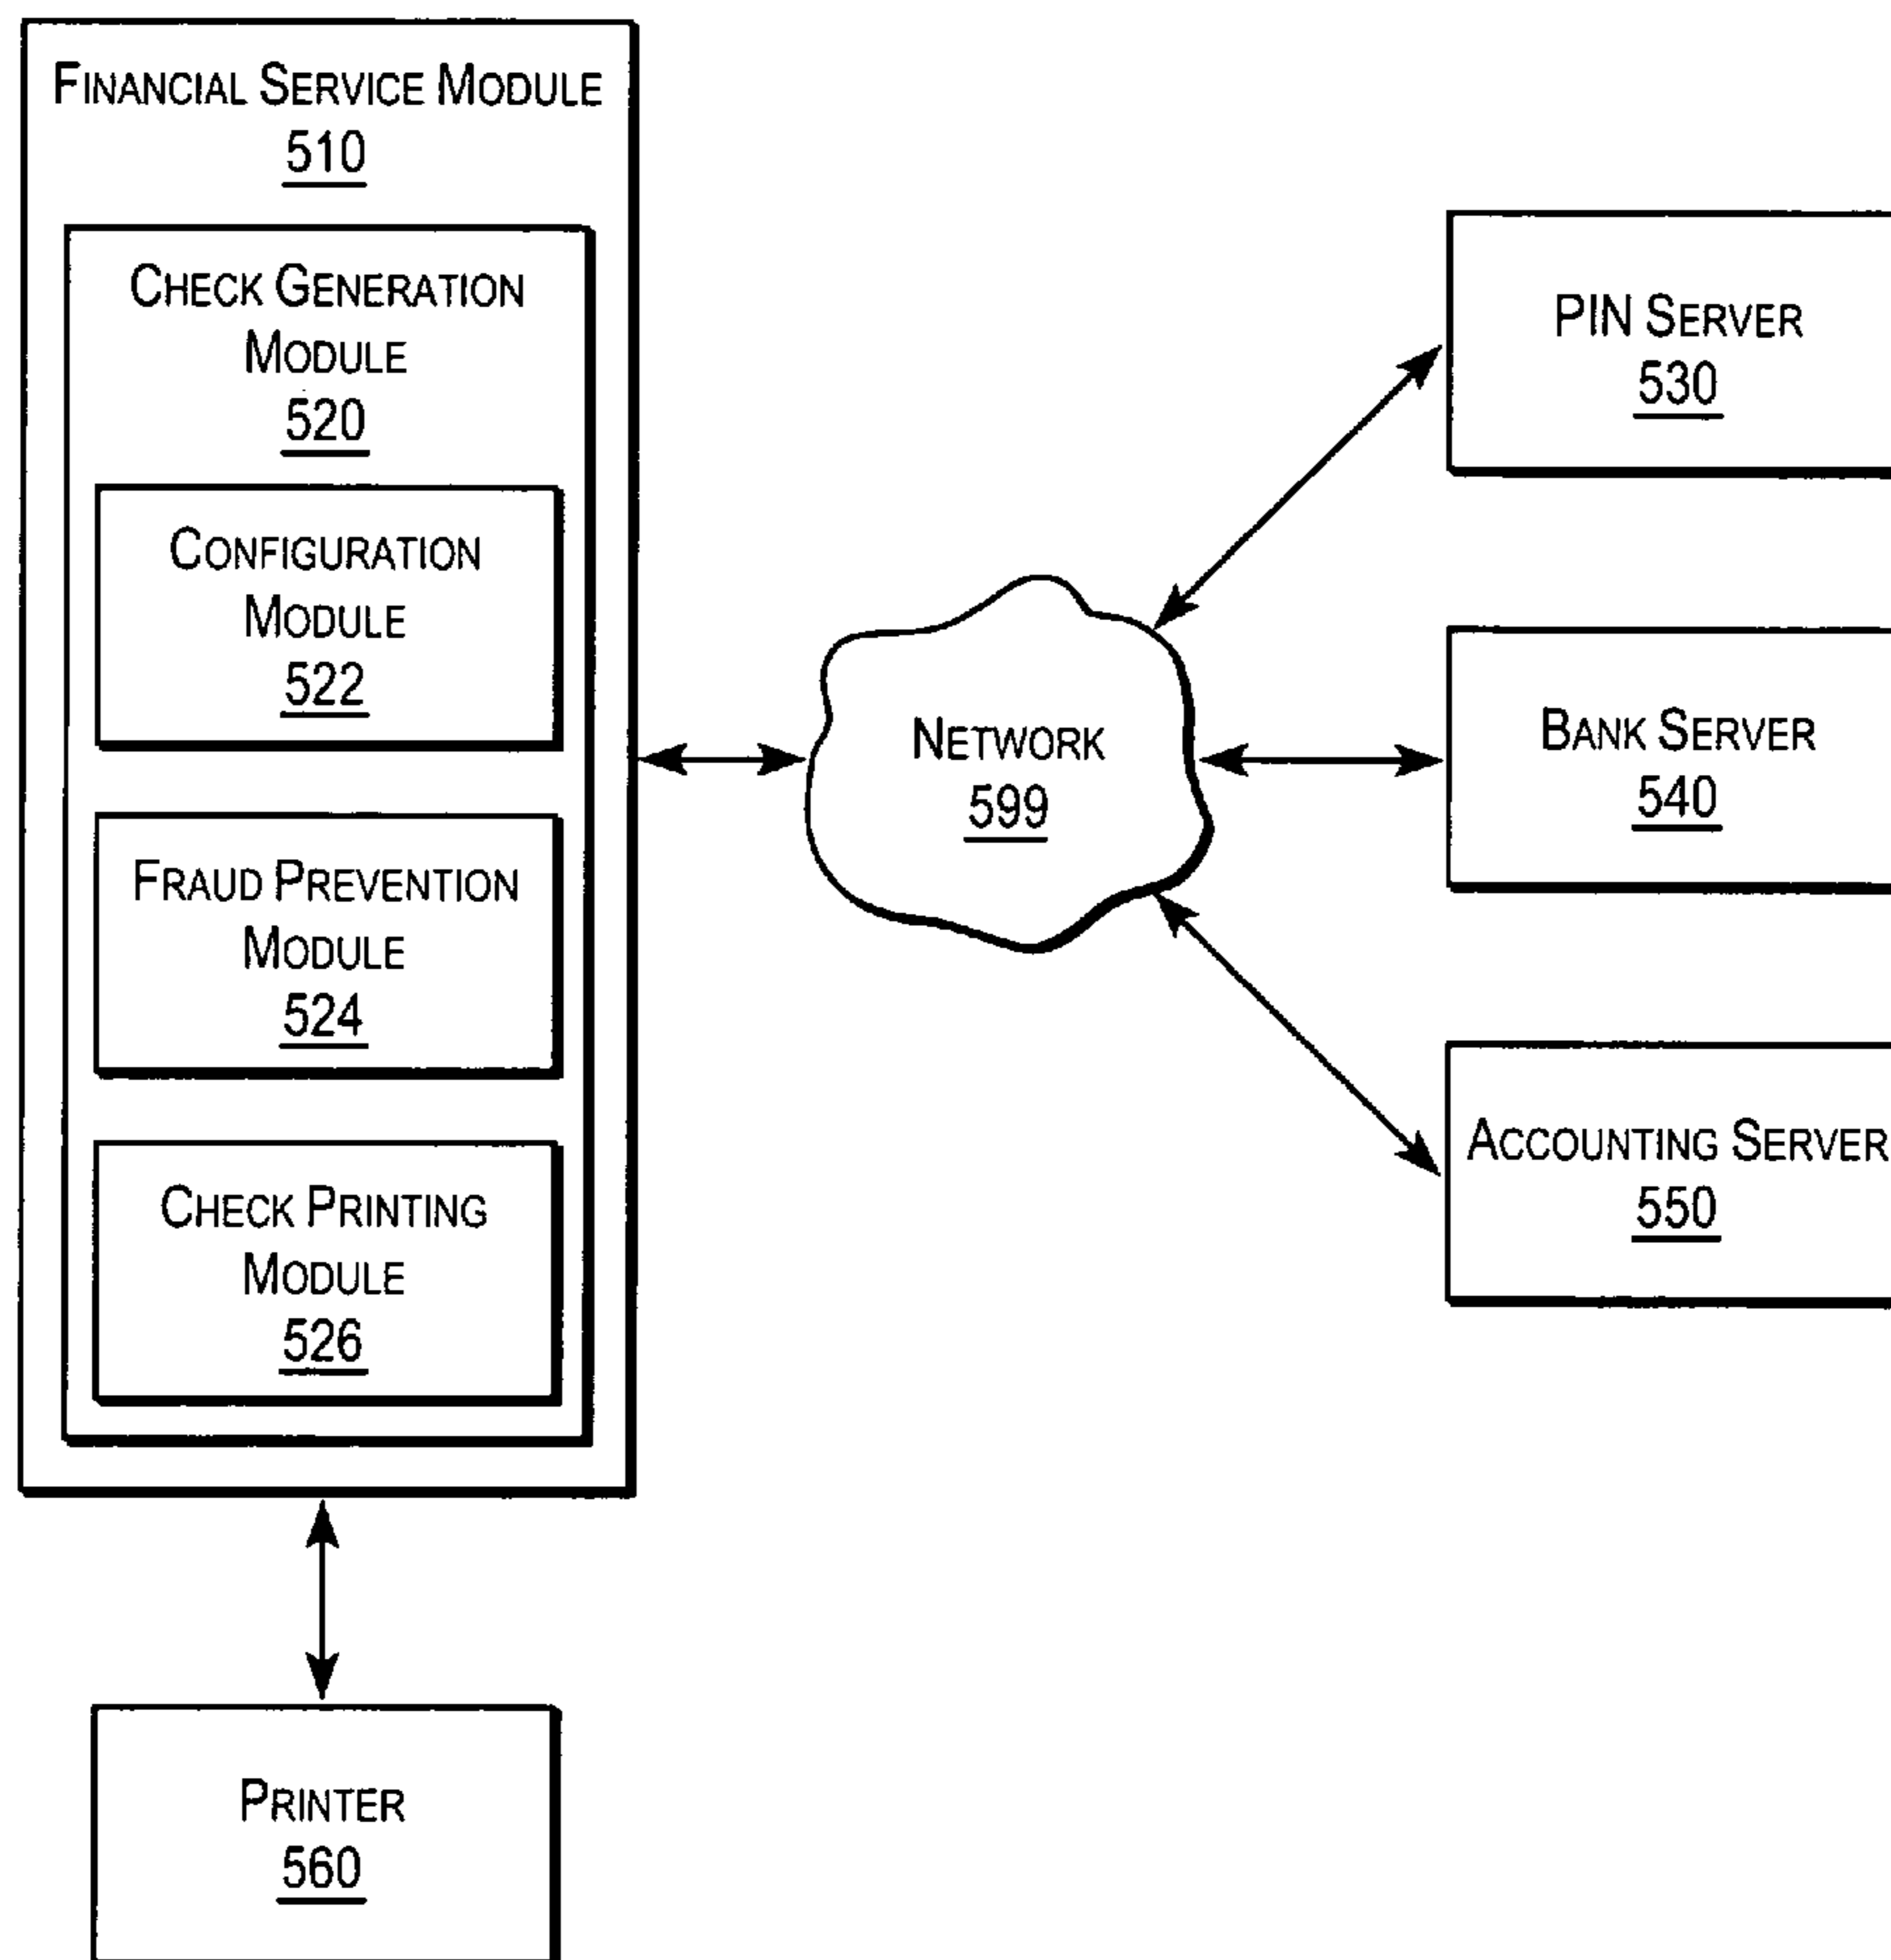 FINANCIAL SERVICE MODULE
510
CHECK GENERATION
MODULE
520
CONFIGURATION
MODULE
522
FRAUD PREVENTION
MODULE
524
CHECK PRINTING
MODULE
526
PRINTER
560
NETWORK
599
PIN SERVER
530
BANK SERVER
540
ACCOUNTING SERVER
550